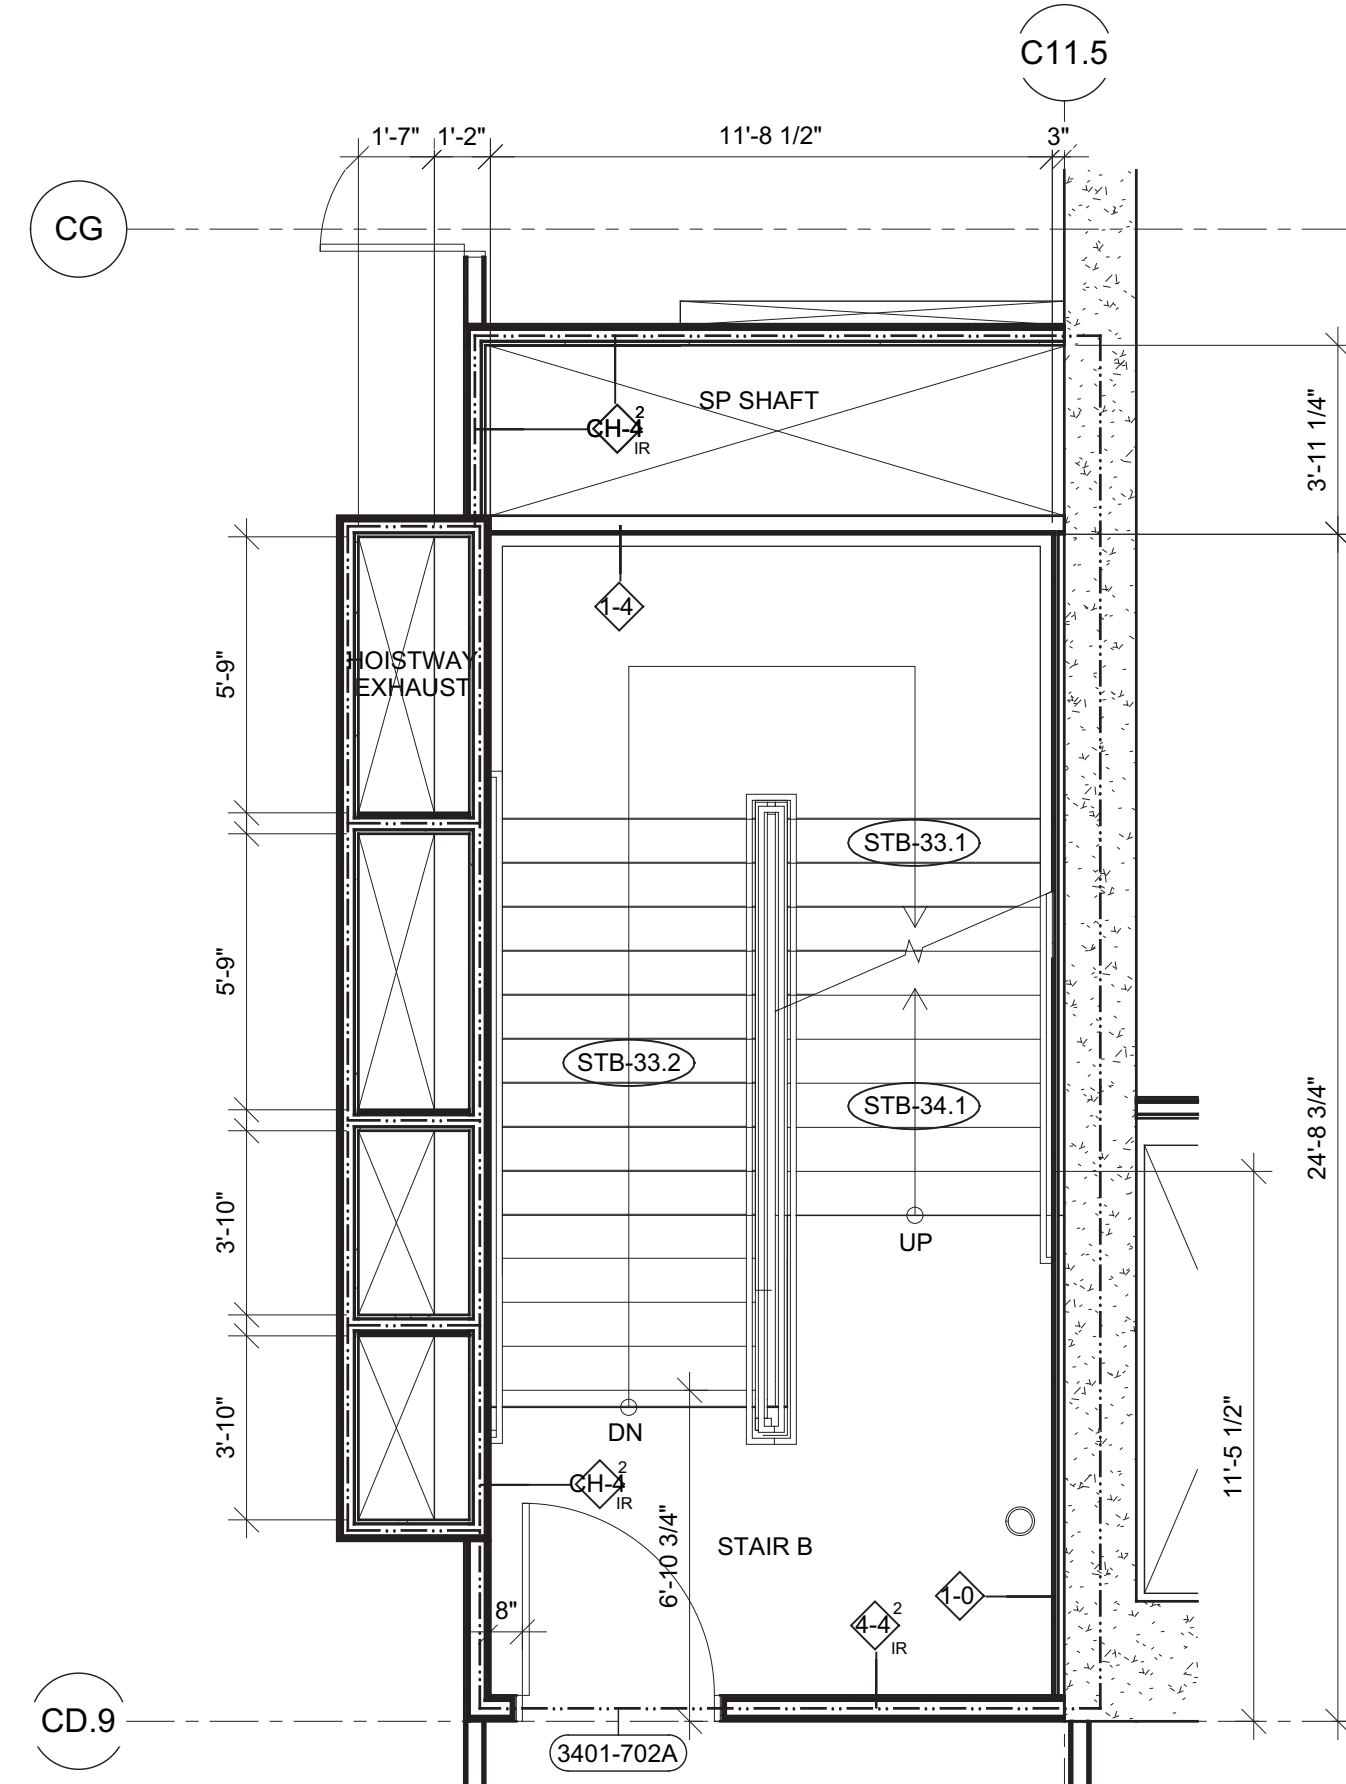 C11.5
1'-7" 1'-2" 11'-8 1/2" 3"
CG
SP SHAFT
CH-4 2 IR
3'-11 1/4"
1-4
5'-9"
HOISTWAY
EXHAUST
STB-33.1
5'-9"
STB-33.2
STB-34.1
24'-8 3/4"
3'-10"
UP
3'-10"
DN
11'-5 1/2"
CH-4 2 IR
6'-10 3/4"
STAIR B
8"
1-0
4-4 2 IR
CD.9
3401-702A